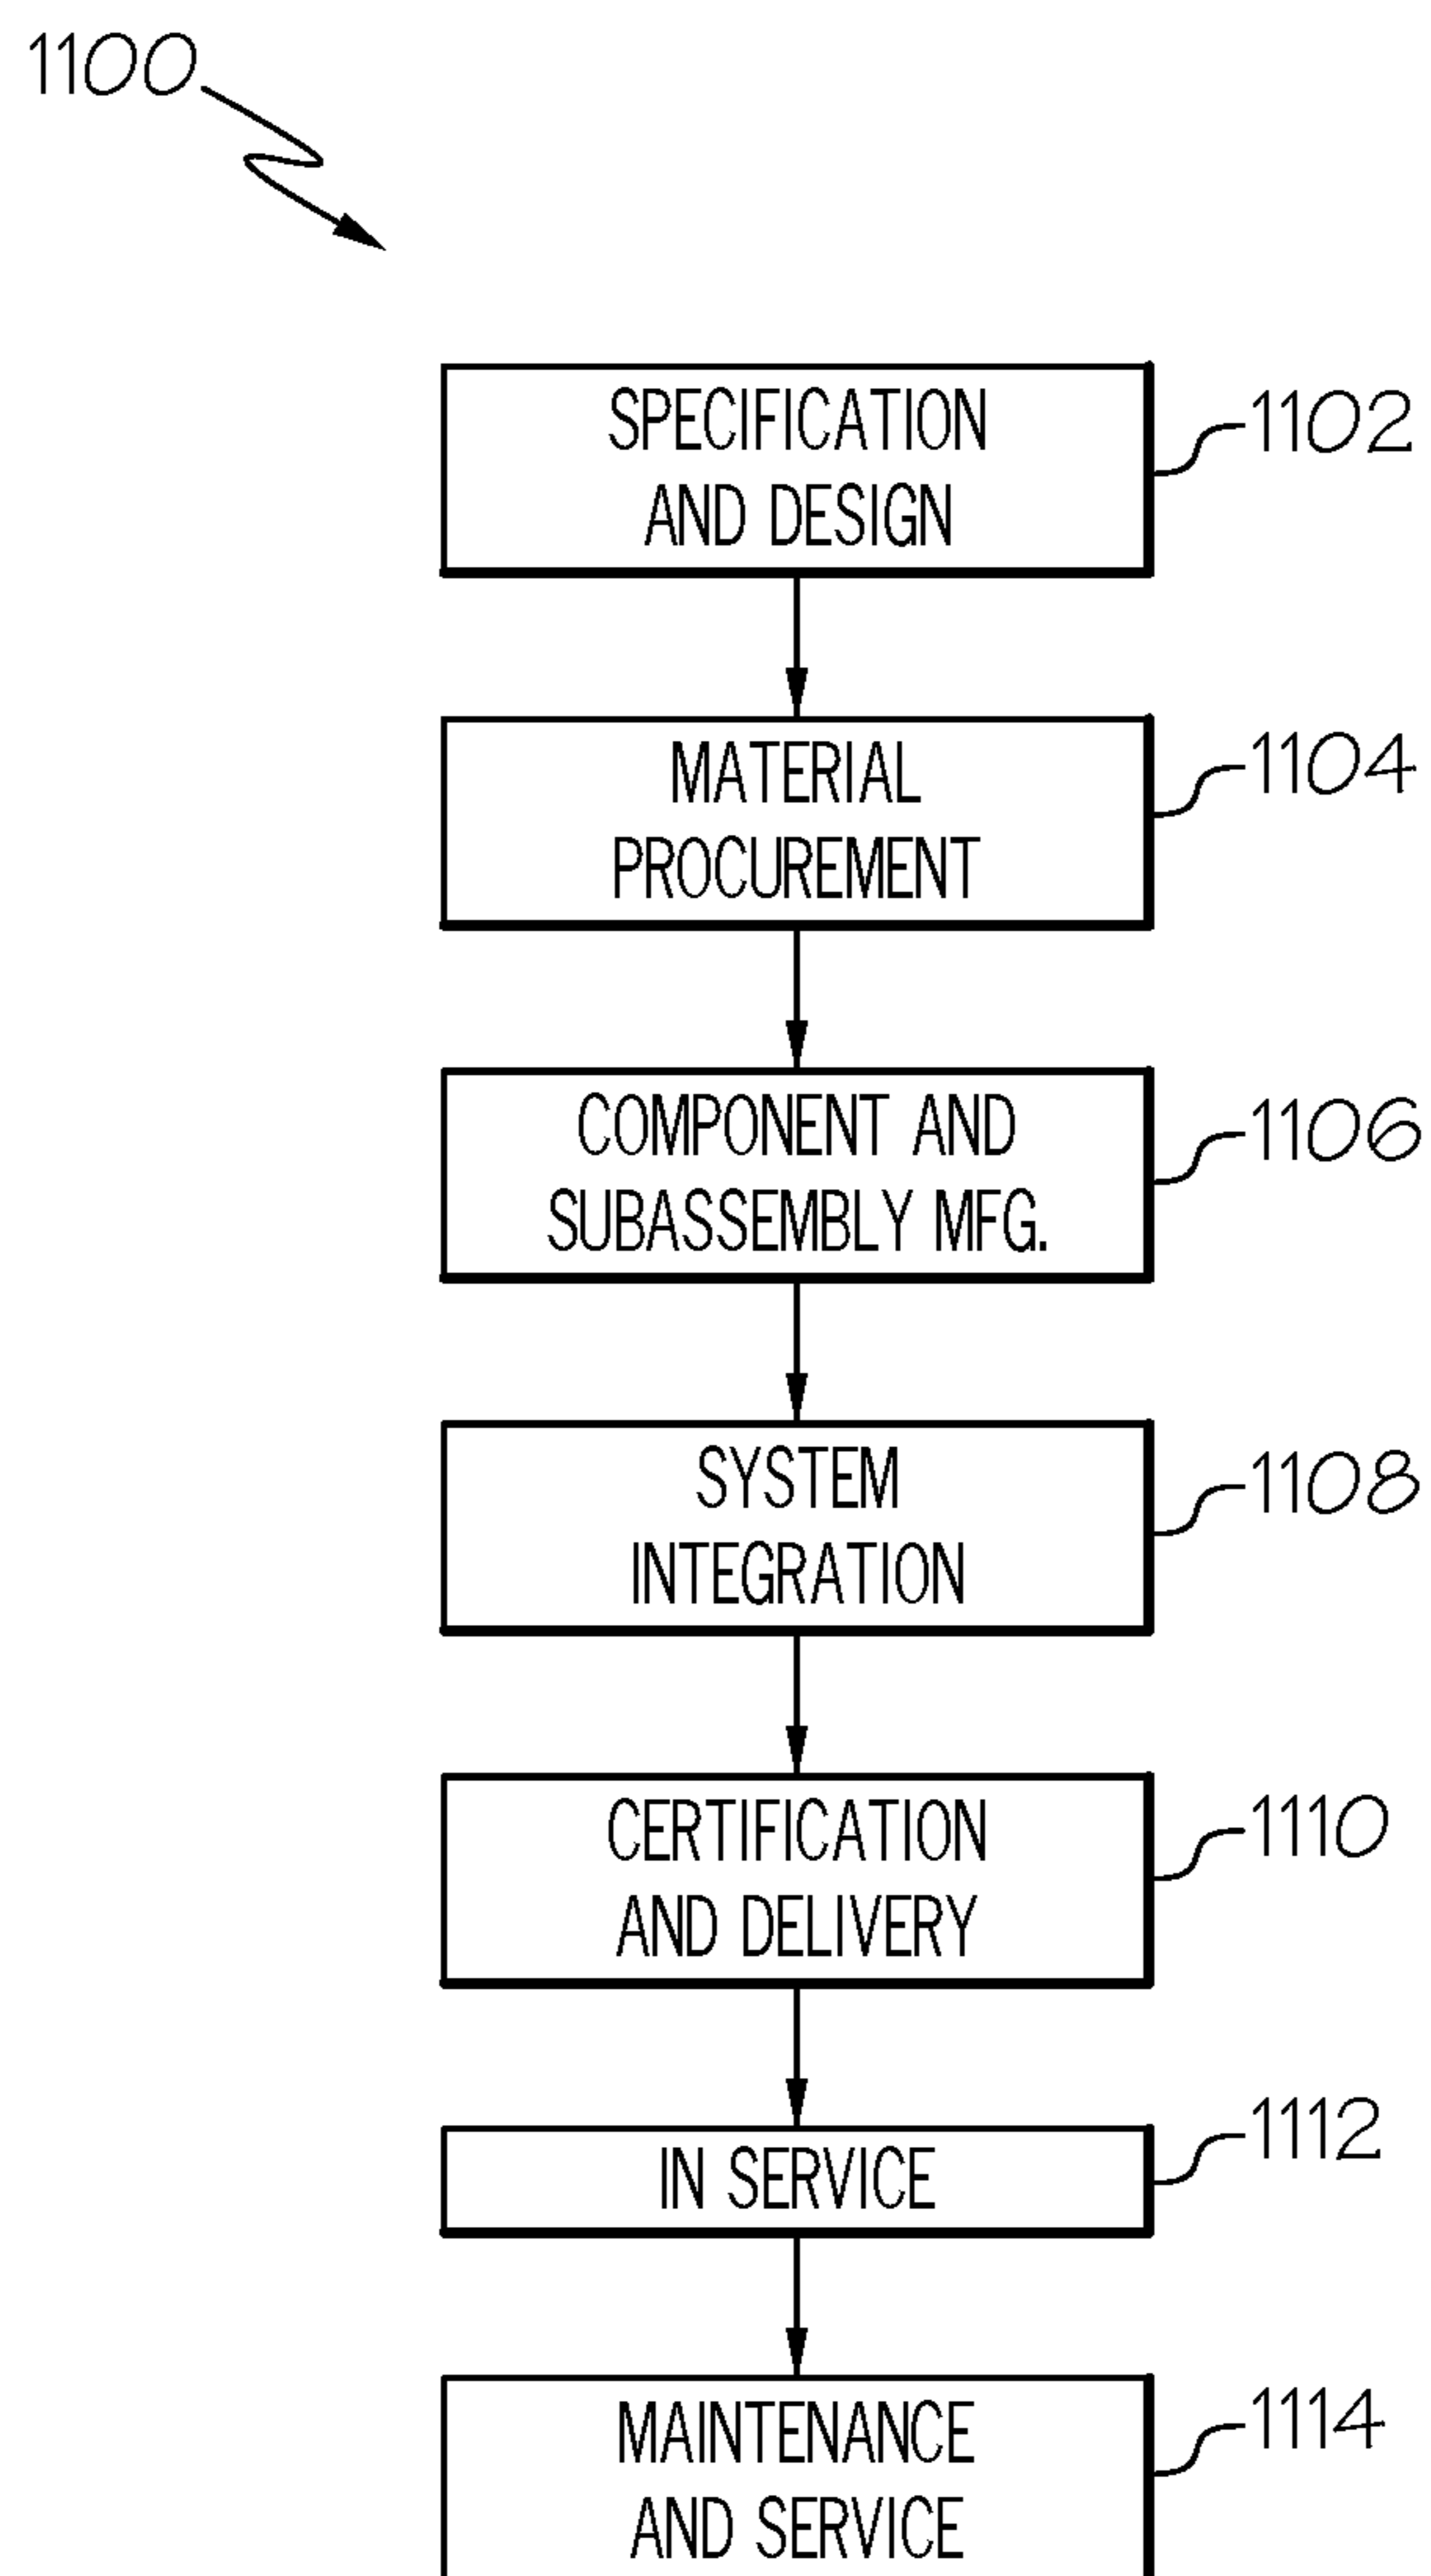 1100
SPECIFICATION
AND DESIGN
1102
MATERIAL
PROCUREMENT
1104
COMPONENT AND
SUBASSEMBLY MFG.
1106
SYSTEM
INTEGRATION
1108
CERTIFICATION
AND DELIVERY
1110
IN SERVICE
1112
MAINTENANCE
AND SERVICE
1114